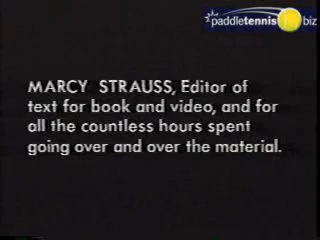 paddletennis biz
MARCY STRAUSS, Editor of
text for book and video, and for
all the countless hours spent
going over and over the material.